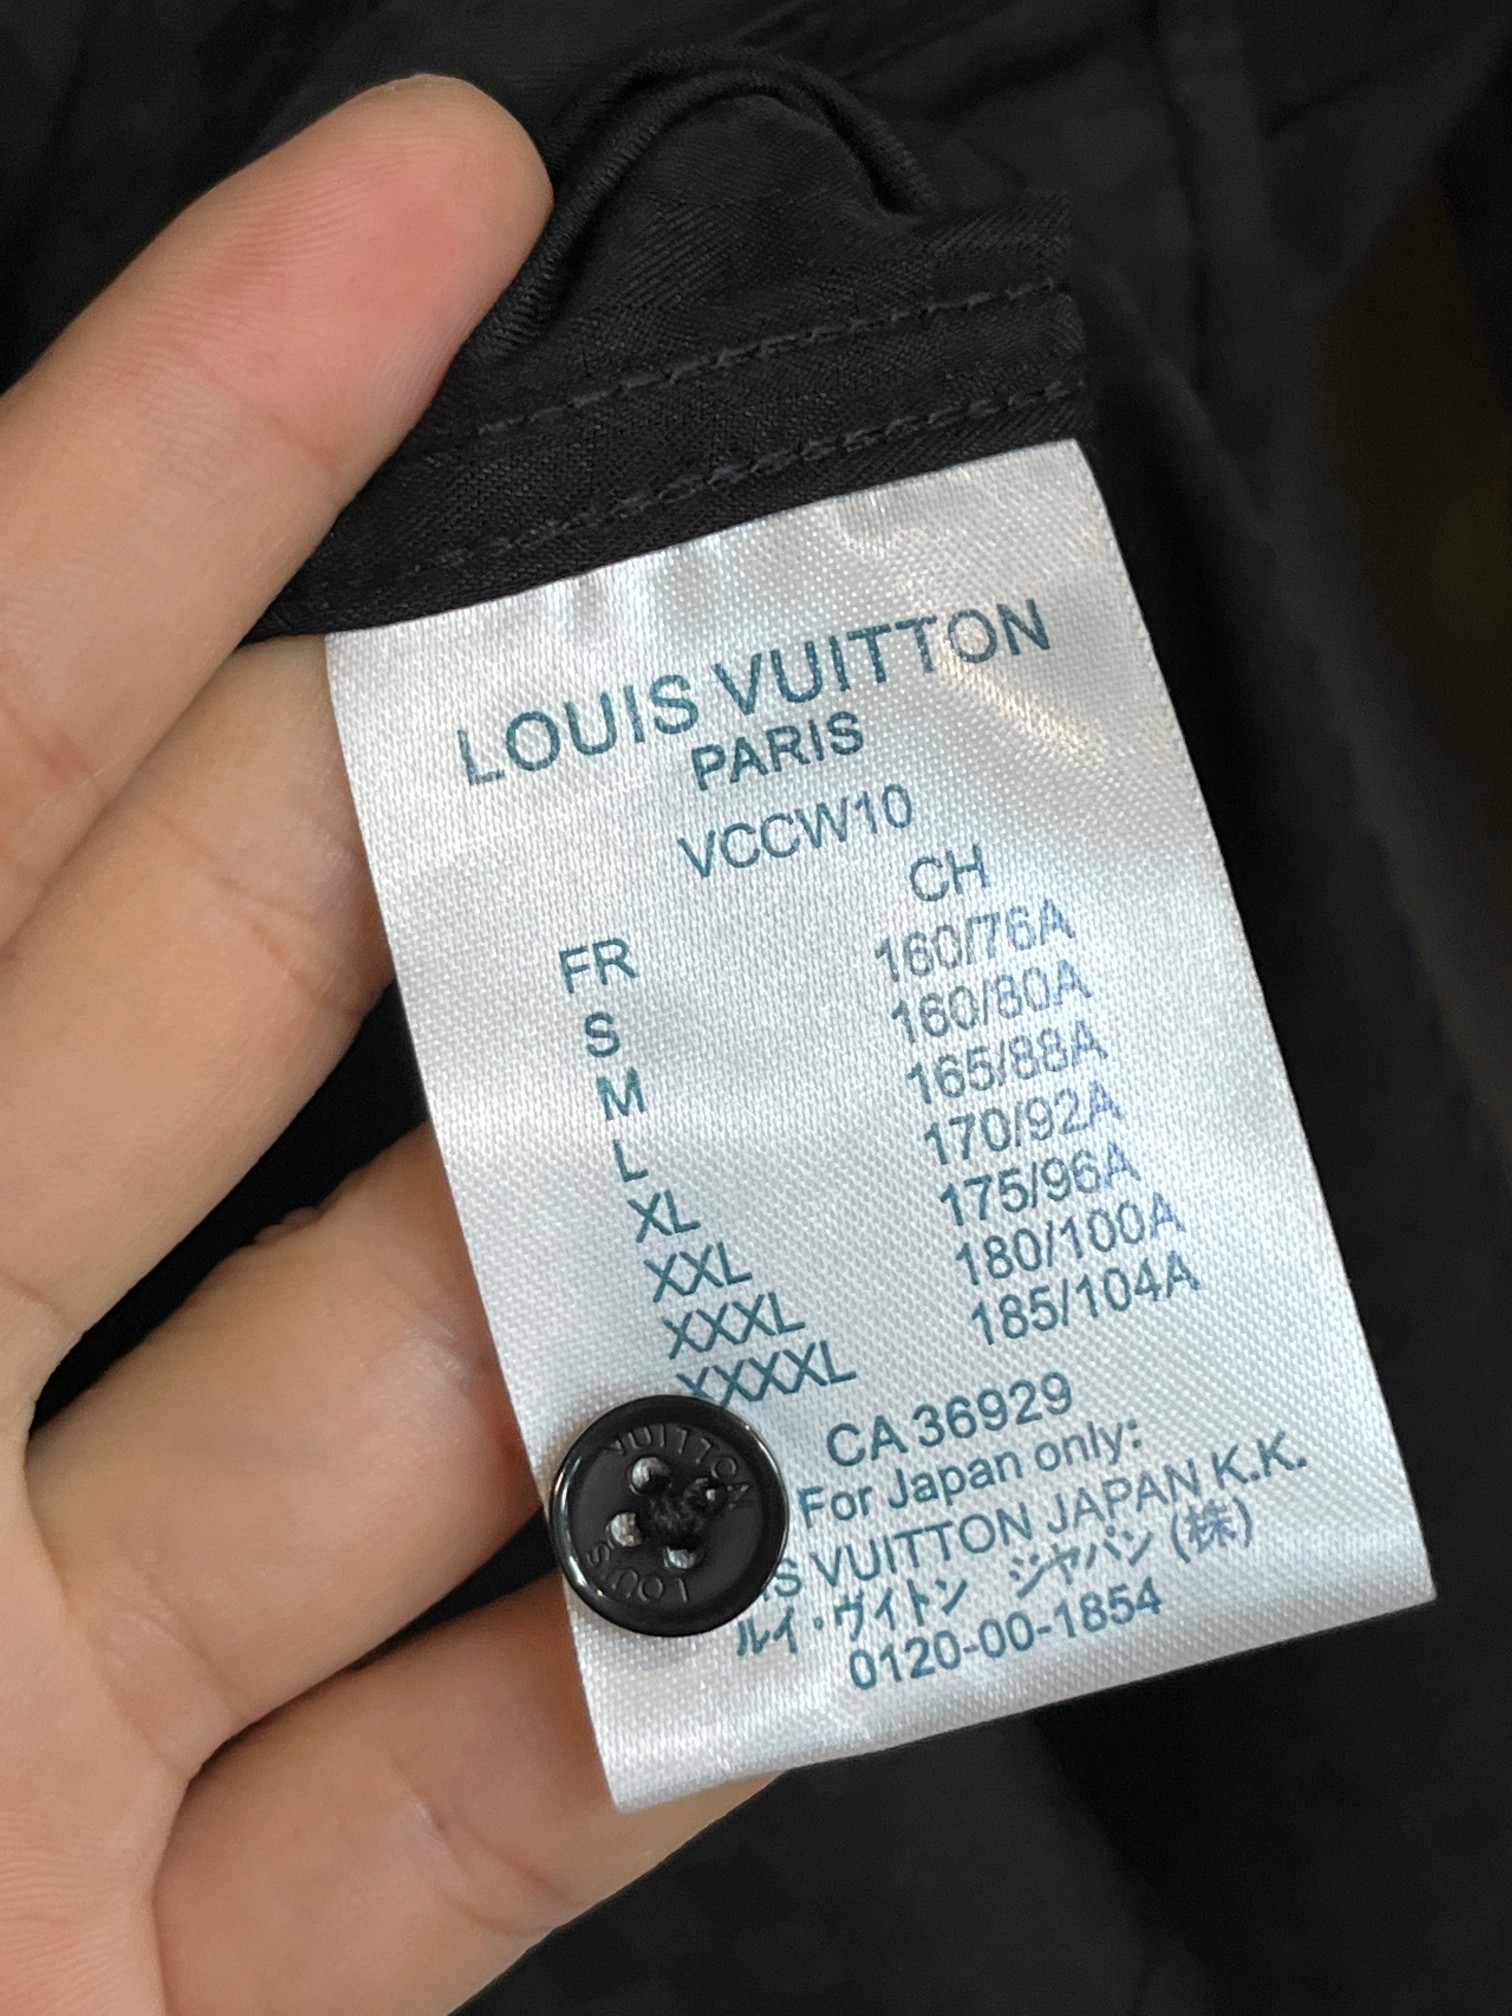 LOUIS VUITTON
PARIS
VCCW10
FR CH
S 160/76A
M 160/80A
L 165/88A
XL 170/92A
XXL 175/96A
XXXL 180/100A
XXXXL 185/104A
CA 36929
For Japan only:
VUITTON JAPAN K.K.
ルイ・ヴィトン ジャパン (株)
0120-00-1854
VUITTON
LOUIS